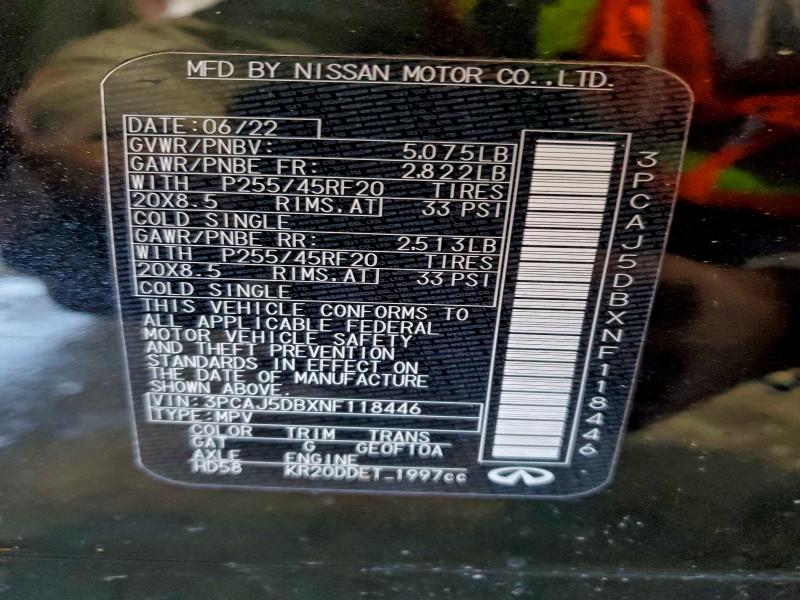 MFD BY NISSAN MOTOR CO.,LTD.
DATE:06/22
GVWR/PNBV: 5,075LB
GAWR/PNBE FR: 2,822LB
WITH P255/45RF20 TIRES
20X8.5 RIMS,AT 33 PSI
COLD SINGLE
GAWR/PNBE RR: 2,513LB
WITH P255/45RF20 TIRES
20X8.5 RIMS,AT 33 PSI
COLD SINGLE
THIS VEHICLE CONFORMS TO
ALL APPLICABLE FEDERAL
MOTOR VEHICLE SAFETY
AND THEFT PREVENTION
STANDARDS IN EFFECT ON
THE DATE OF MANUFACTURE
SHOWN ABOVE.
VIN:3PCAJ5DBXNF118446
TYPE:MPV
COLOR TRIM TRANS
GAT G GE0F10A
AXLE ENGINE
HD58 KR20DDET 1997cc
3PCAJ5DBXNF118446